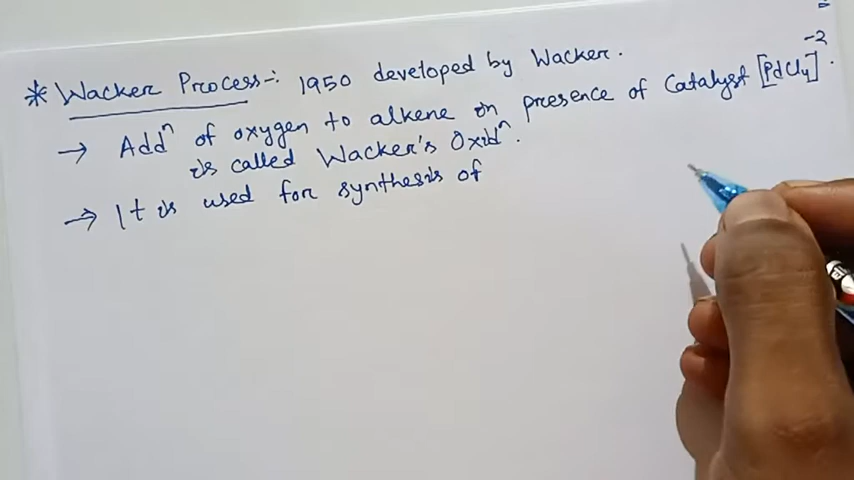 * Wacker Process-: 1950 developed by Wacker.
→ Addⁿ of oxygen to alkene in presence of Catalyst [PdCl₄]⁻².
is called Wacker's Oxidⁿ.
→ It is used for synthesis of